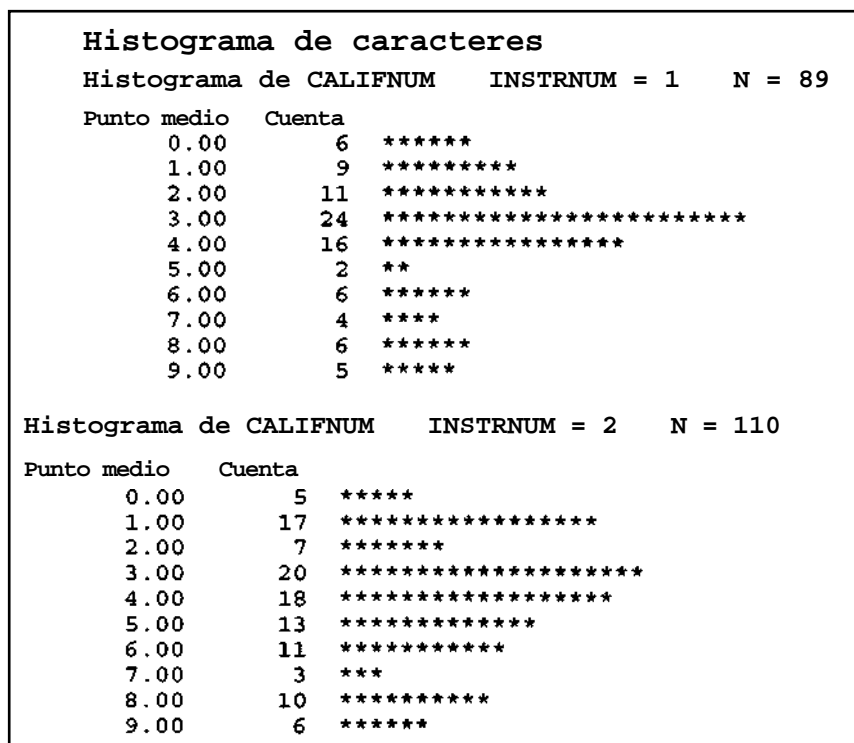 Histograma de caracteres
Histograma de CALIFNUM INSTRNUM = 1 N = 89
Punto medio Cuenta
0.00 6 ******
1.00 9 *********
2.00 11 ***********
3.00 24 ************************
4.00 16 ****************
5.00 2 **
6.00 6 ******
7.00 4 ****
8.00 6 ******
9.00 5 *****
Histograma de CALIFNUM INSTRNUM = 2 N = 110
Punto medio Cuenta
0.00 5 *****
1.00 17 *****************
2.00 7 *******
3.00 20 ********************
4.00 18 ******************
5.00 13 *************
6.00 11 ***********
7.00 3 ***
8.00 10 **********
9.00 6 ******